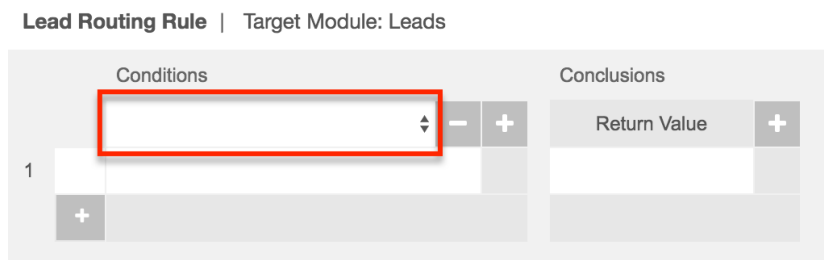 Lead Routing Rule | Target Module: Leads
Conditions Conclusions
Return Value
1